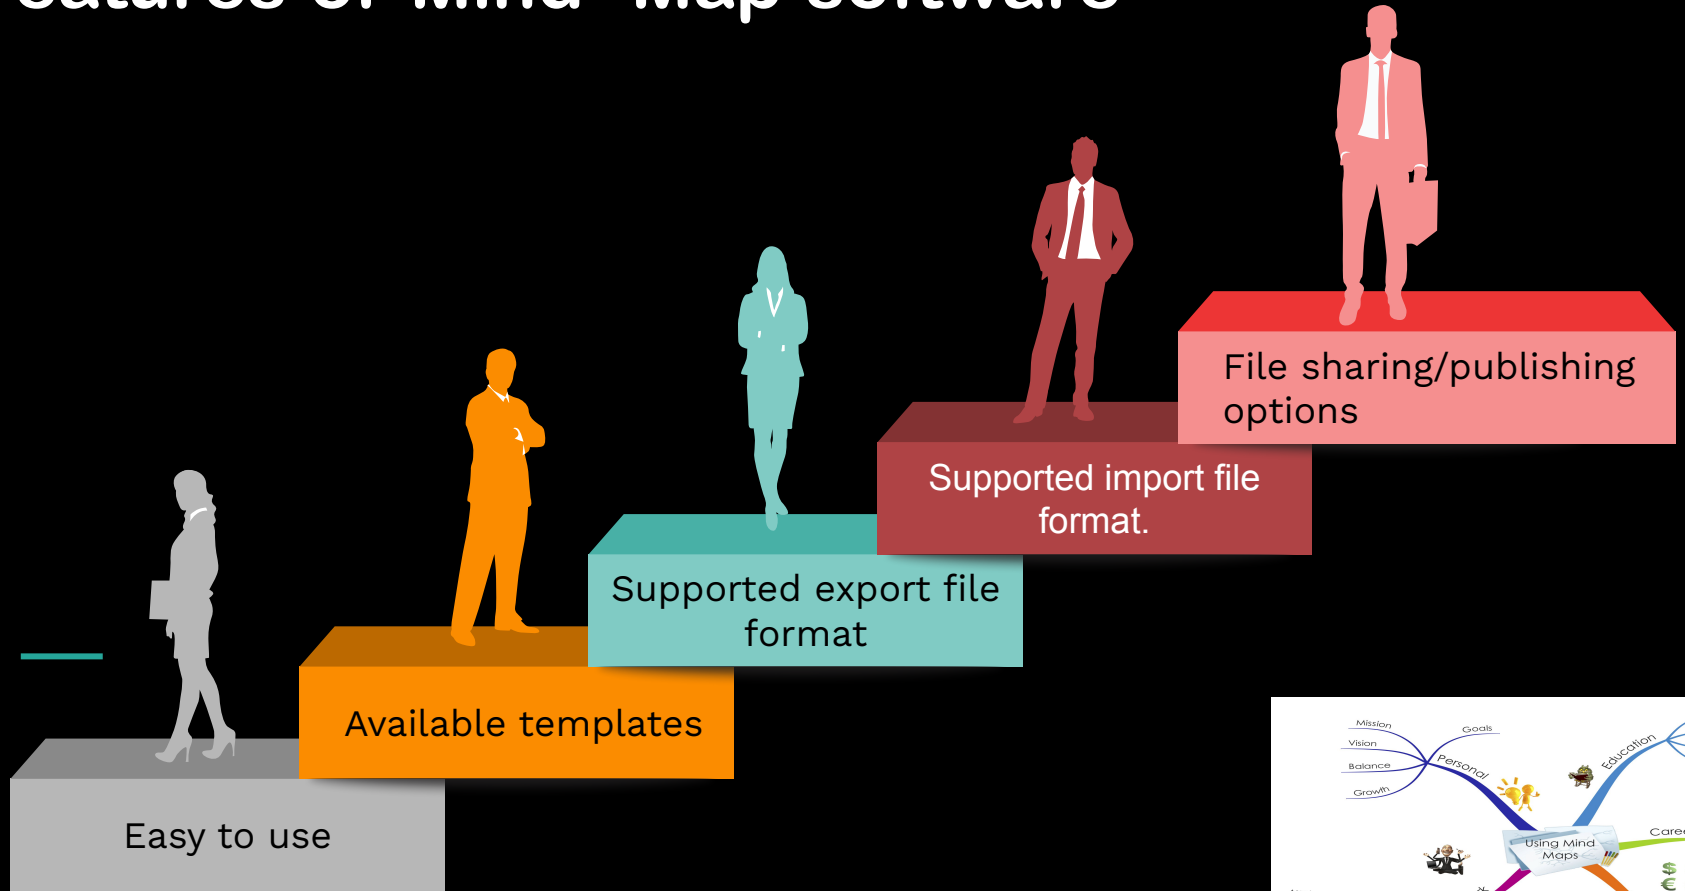 File sharing/publishing
options
Supported import file
format.
Supported export file
format
Available templates
Easy to use
Mission
Vision
Balance
Growth
Goals
Personal
Education
Using Mind
Maps